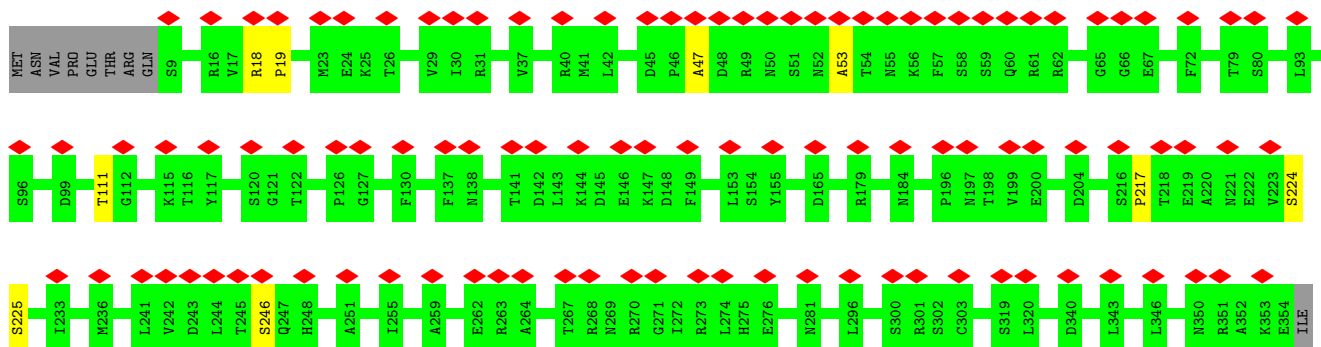 MET ASN VAL PRO GLU THR ARG GLN S9 R16 V17 R18 P19 M23 E24 K25 T26 V29 I30 R31 V37 R40 M41 L42 D45 P46 A47 D48 R49 N50 S51 N52 A53 T54 N55 K56 F57 S58 S59 Q60 R61 R62 G65 G66 E67 F72 T79 S80 L93
S96 D99 T111 G112 K115 T116 Y117 S120 G121 T122 P126 G127 F130 F137 N138 T141 D142 L143 K144 D145 E146 K147 D148 F149 L153 S154 Y155 D165 R179 N184 P196 N197 T198 V199 E200 D204 S216 P217 T218 E219 A220 N221 E222 V223 S224
S225 I233 M236 L241 V242 D243 L244 T245 S246 Q247 H248 A251 I255 A259 E262 R263 A264 T267 R268 N269 R270 G271 I272 R273 L274 H275 E276 N281 L296 S300 R301 S302 C303 S319 L320 D340 L343 L346 N350 R351 A352 K353 E354 ILE